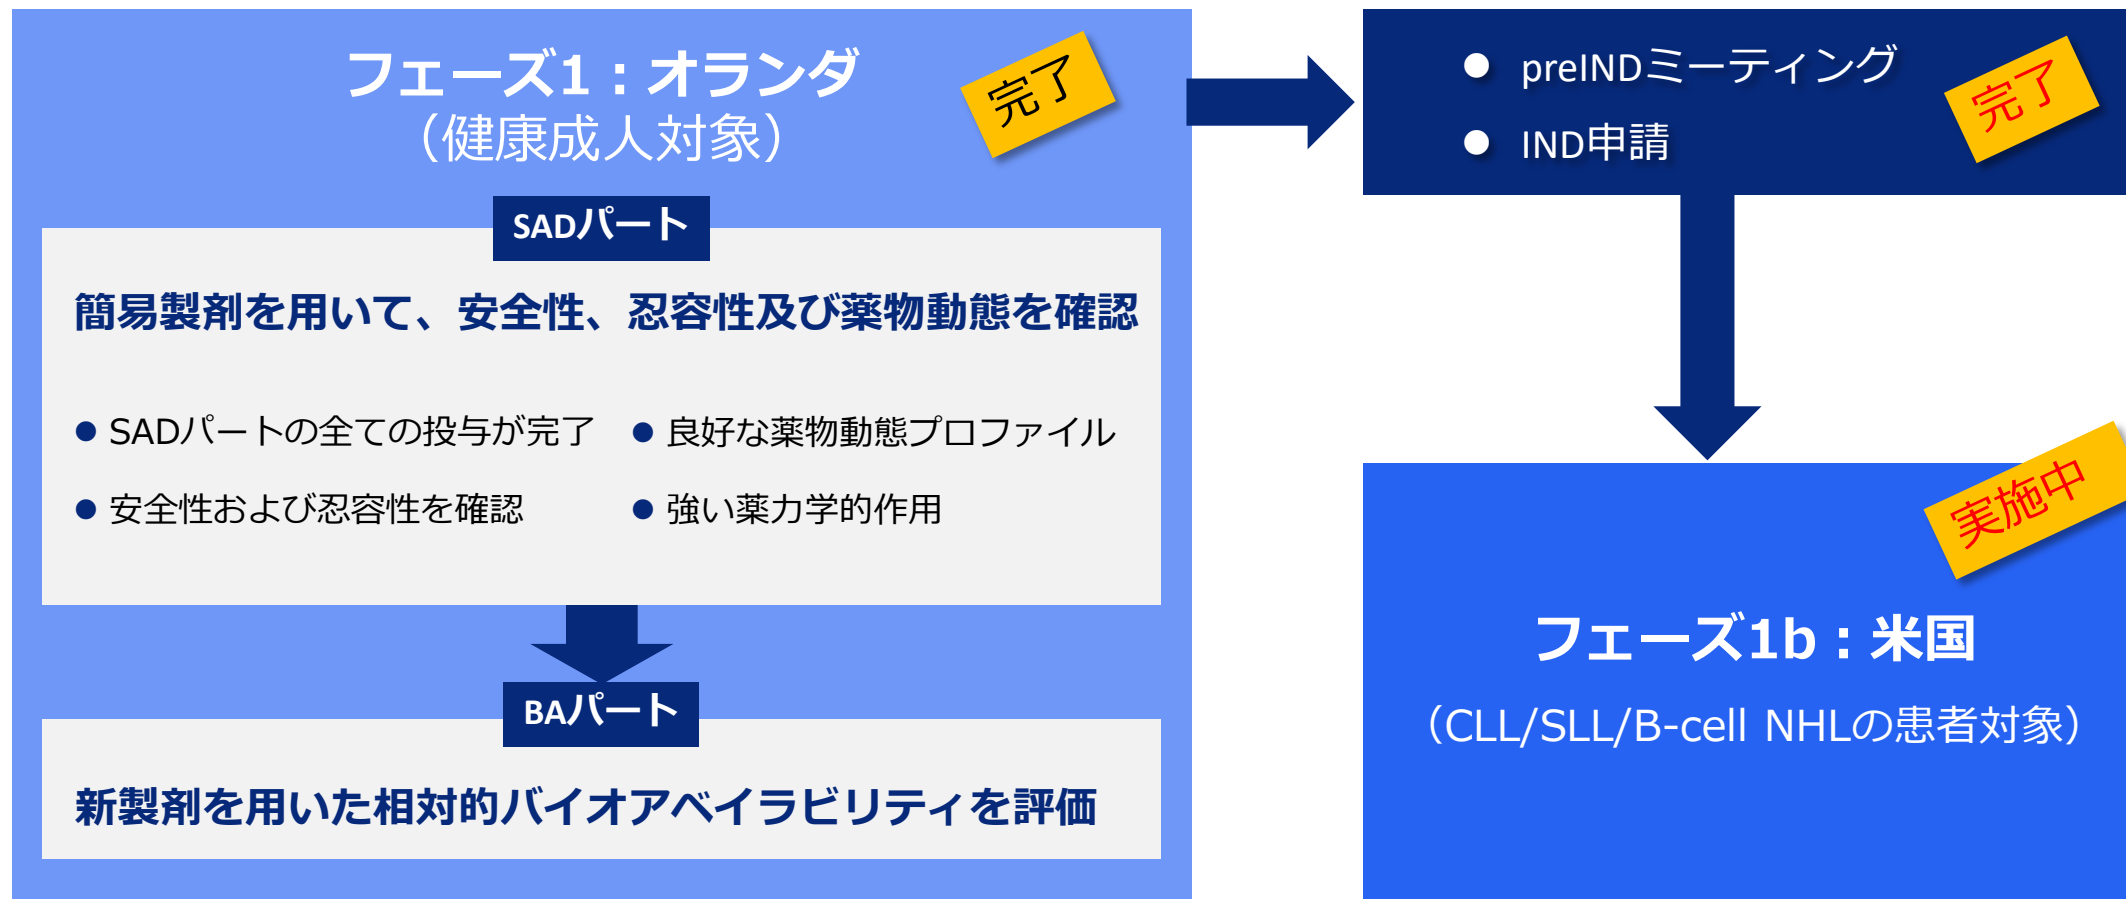 フェーズ1：オランダ
（健康成人対象）
完了
SADパート
簡易製剤を用いて、安全性、忍容性及び薬物動態を確認
● SADパートの全ての投与が完了
● 安全性および忍容性を確認
● 良好な薬物動態プロファイル
● 強い薬力学的作用
BAパート
新製剤を用いた相対的バイオアベイラビリティを評価
● preINDミーティング
● IND申請
完了
実施中
フェーズ1b：米国
（CLL/SLL/B-cell NHLの患者対象）